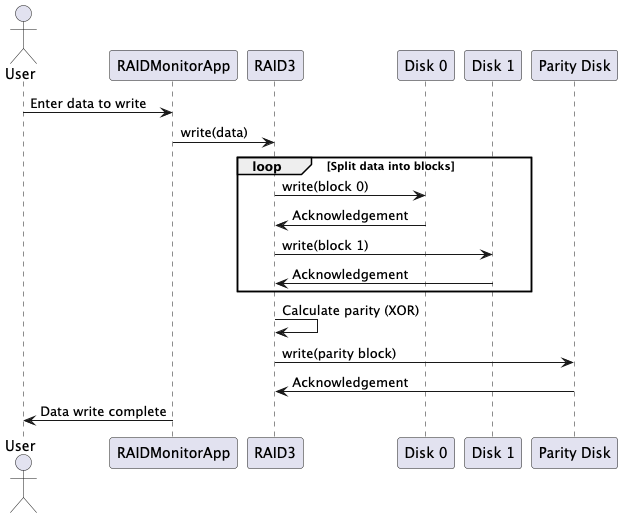 User
RAIDMonitorApp
RAID3
Disk 0
Disk 1
Parity Disk
Enter data to write
write(data)
loop
[Split data into blocks]
write(block 0)
Acknowledgement
write(block 1)
Acknowledgement
Calculate parity (XOR)
write(parity block)
Acknowledgement
Data write complete
User
RAIDMonitorApp
RAID3
Disk 0
Disk 1
Parity Disk